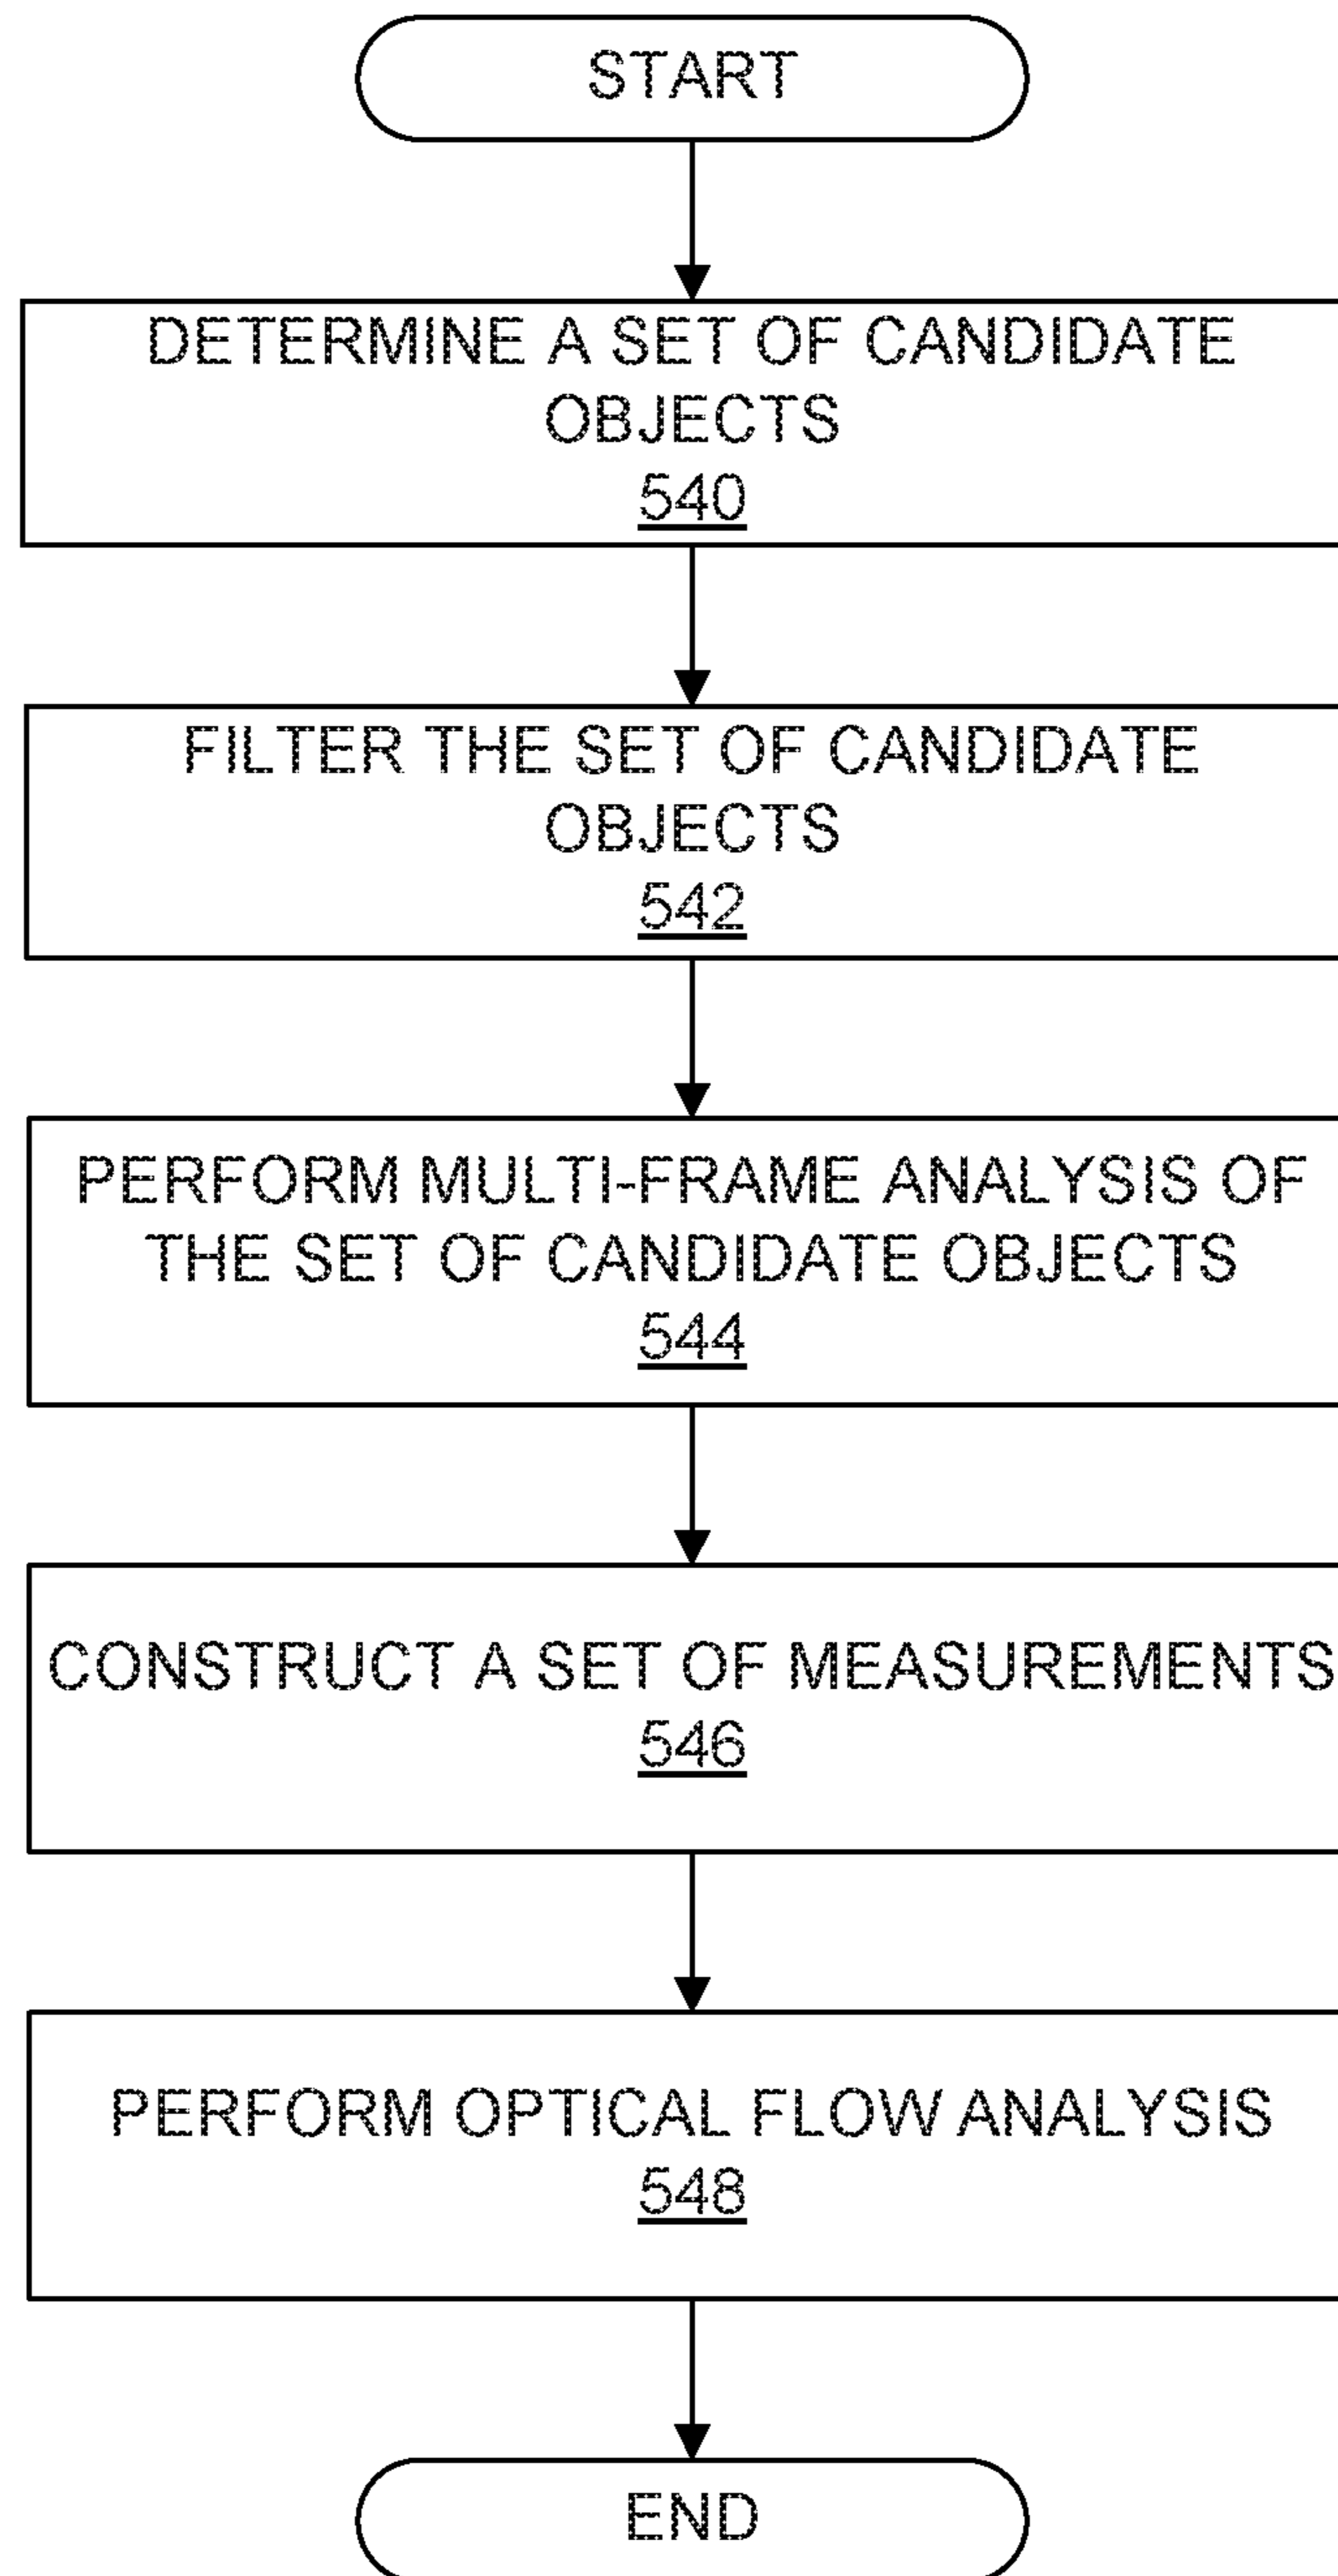 START
DETERMINE A SET OF CANDIDATE
OBJECTS
540
FILTER THE SET OF CANDIDATE
OBJECTS
542
PERFORM MULTI-FRAME ANALYSIS OF
THE SET OF CANDIDATE OBJECTS
544
CONSTRUCT A SET OF MEASUREMENTS
546
PERFORM OPTICAL FLOW ANALYSIS
548
END